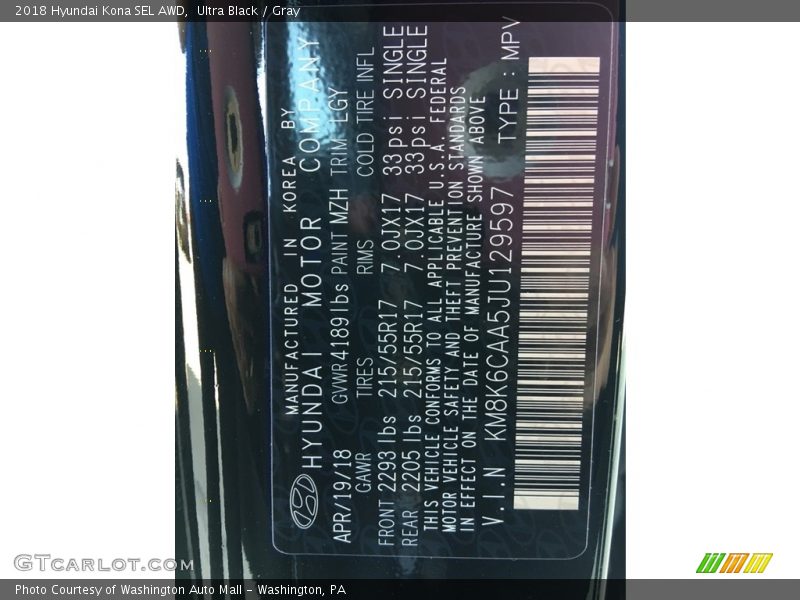 2018 Hyundai Kona SEL AWD,  Ultra Black / Gray
MANUFACTURED IN KOREA BY
HYUNDAI MOTOR COMPANY
APR/19/18 GVWR 4189lbs PAINT MZH TRIM LGY
GAWR TIRES RIMS COLD TIRE INFL
FRONT 2293 lbs 215/55R17 7.0JX17 33psi SINGLE
REAR 2205 lbs 215/55R17 7.0JX17 33psi SINGLE
THIS VEHICLE CONFORMS TO ALL APPLICABLE U.S.A. FEDERAL
MOTOR VEHICLE SAFETY AND THEFT PREVENTION STANDARDS
IN EFFECT ON THE DATE OF MANUFACTURE SHOWN ABOVE
V.I.N KM8K6CAA5JU129597 TYPE : MPV
GTcarlot.com
Photo Courtesy of Washington Auto Mall - Washington, PA